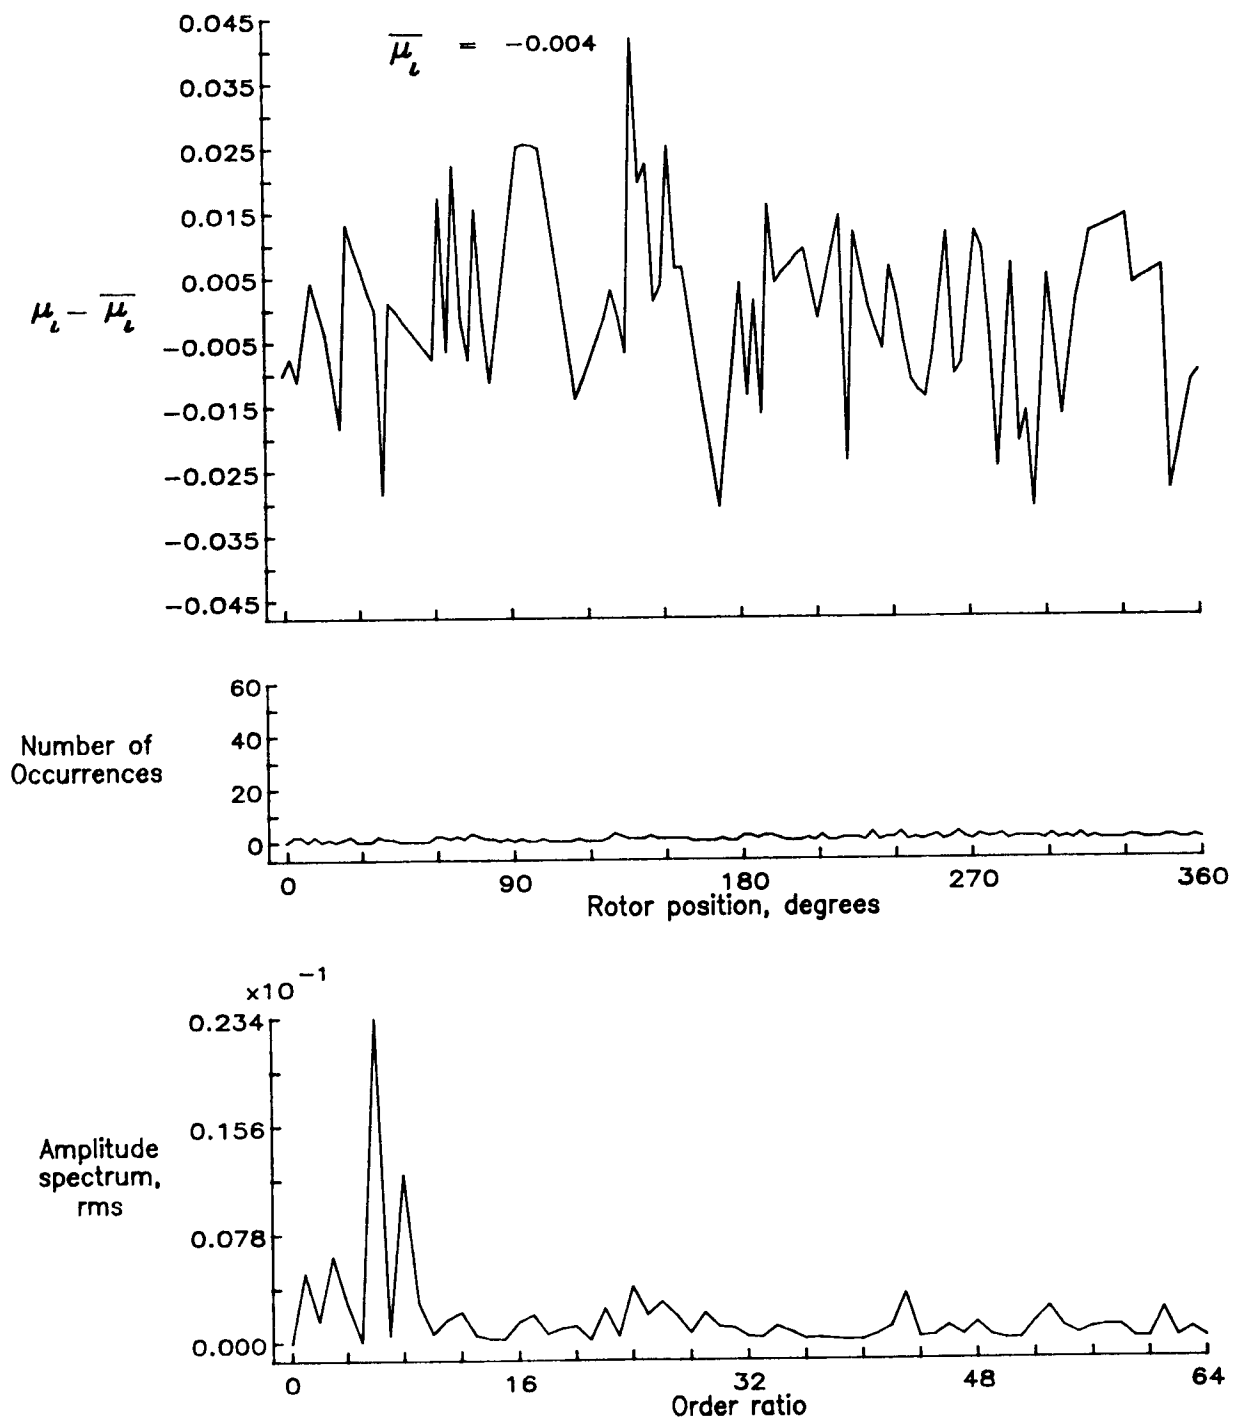 μ̄ι = -0.004
0.045
0.035
0.025
0.015
0.005
-0.005
-0.015
-0.025
-0.035
-0.045
μι - μ̄ι
60
40
20
0
Number of
Occurrences
0 90 180 270 360
Rotor position, degrees
x10 -1
0.234
0.156
0.078
0.000
Amplitude
spectrum,
rms
0 16 32 48 64
Order ratio